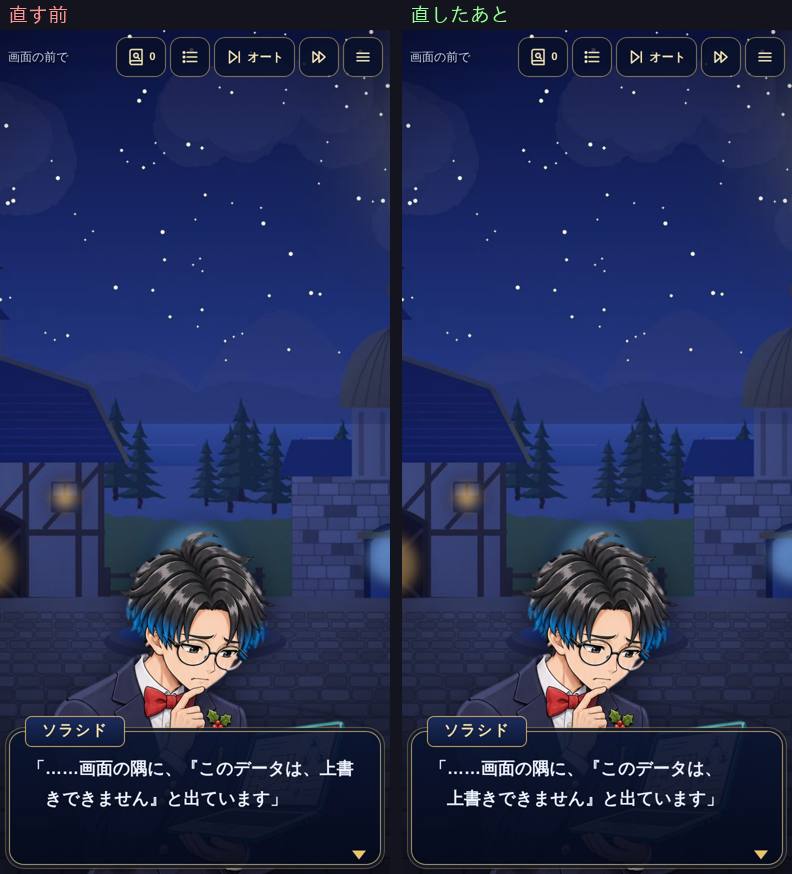 直す前
画面の前で
0
オート
ソラシド
「……画面の隅に、『このデータは、上書
きできません』と出ています」
直したあと
画面の前で
0
オート
ソラシド
「……画面の隅に、『このデータは、
上書きできません』と出ています」